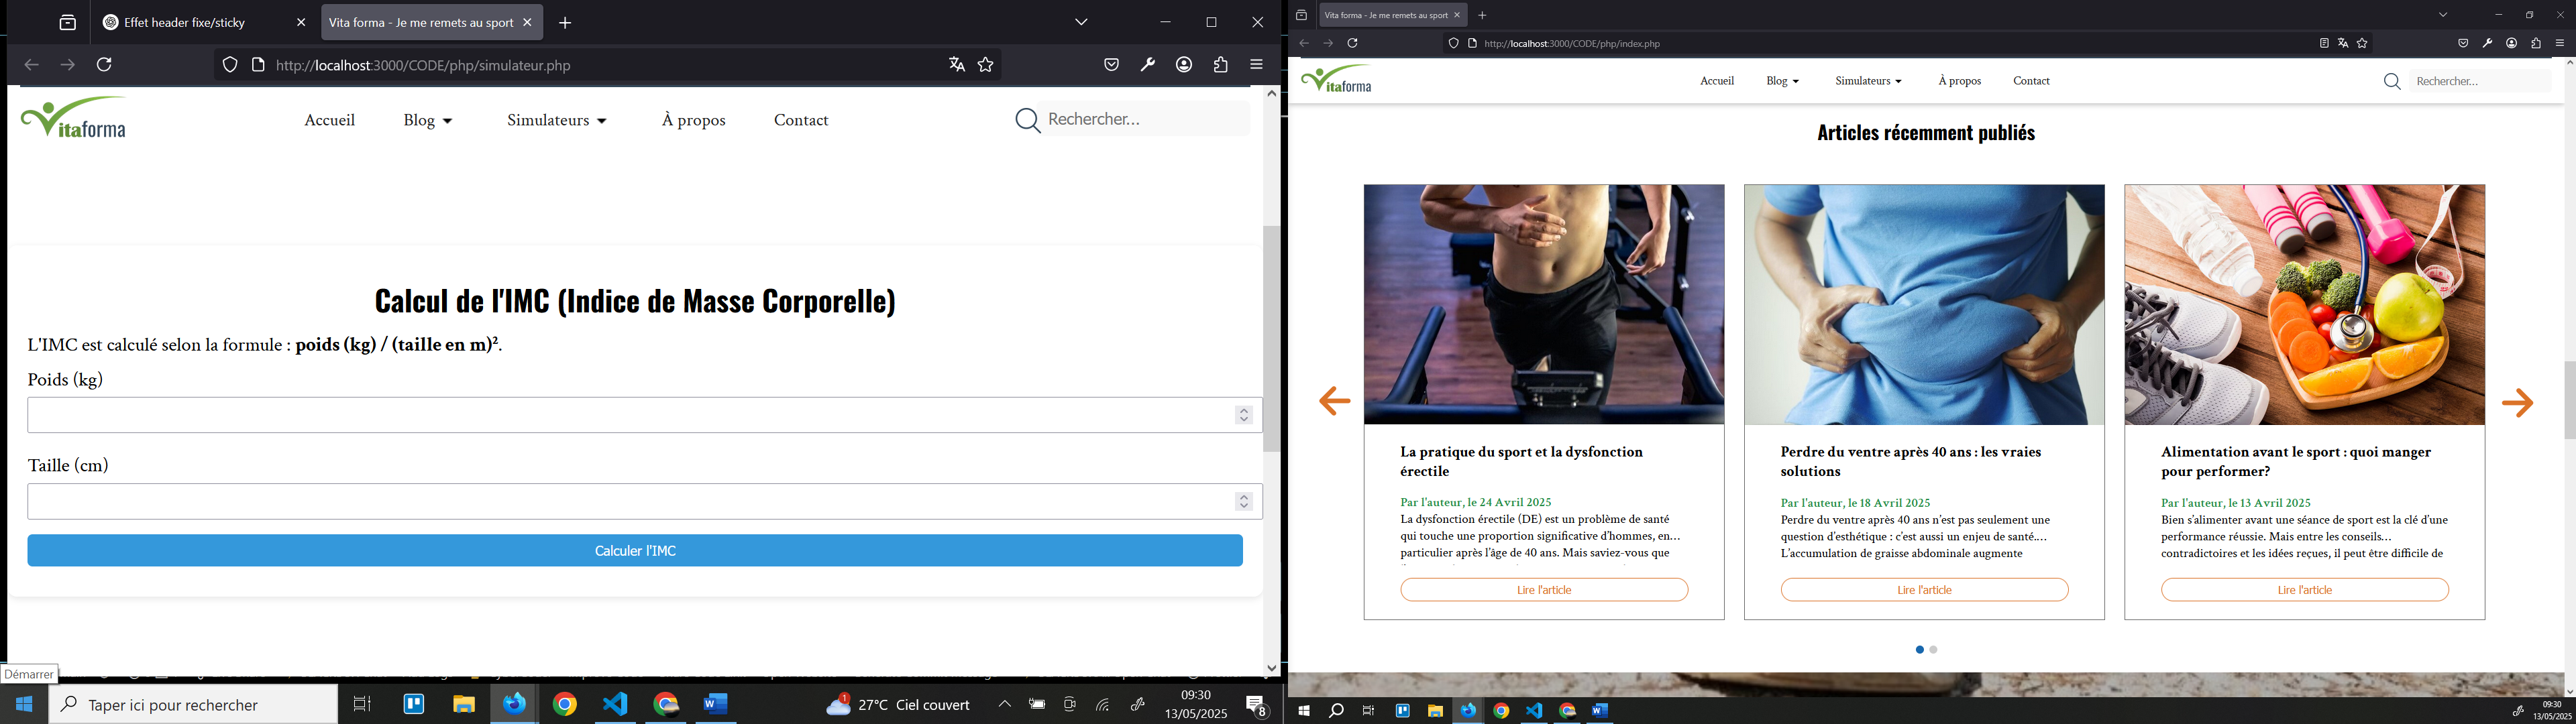 Effet header fixe/sticky
Vita forma - Je me remets au sport
http://localhost:3000/CODE/php/simulateur.php
Vitaforma
Accueil
Blog
Simulateurs
À propos
Contact
Rechercher...
Calcul de l'IMC (Indice de Masse Corporelle)
L'IMC est calculé selon la formule : poids (kg) / (taille en m)².
Poids (kg)
Taille (cm)
Calculer l'IMC
Démarrer
Taper ici pour rechercher
1
27°C Ciel couvert
09:30
13/05/2025
8
Vita forma - Je me remets au sport
http://localhost:3000/CODE/php/index.php
Vitaforma
Accueil
Blog
Simulateurs
À propos
Contact
Rechercher...
Articles récemment publiés
La pratique du sport et la dysfonction
érectile
Par l'auteur, le 24 Avril 2025
La dysfonction érectile (DE) est un problème de santé
qui touche une proportion significative d'hommes, en…
particulier après l'âge de 40 ans. Mais saviez-vous que
Lire l'article
Perdre du ventre après 40 ans : les vraies
solutions
Par l'auteur, le 18 Avril 2025
Perdre du ventre après 40 ans n'est pas seulement une
question d'esthétique : c'est aussi un enjeu de santé.…
L'accumulation de graisse abdominale augmente
Lire l'article
Alimentation avant le sport : quoi manger
pour performer?
Par l'auteur, le 13 Avril 2025
Bien s'alimenter avant une séance de sport est la clé d'une
performance réussie. Mais entre les conseils…
contradictoires et les idées reçues, il peut être difficile de
Lire l'article
09:30
13/05/2025